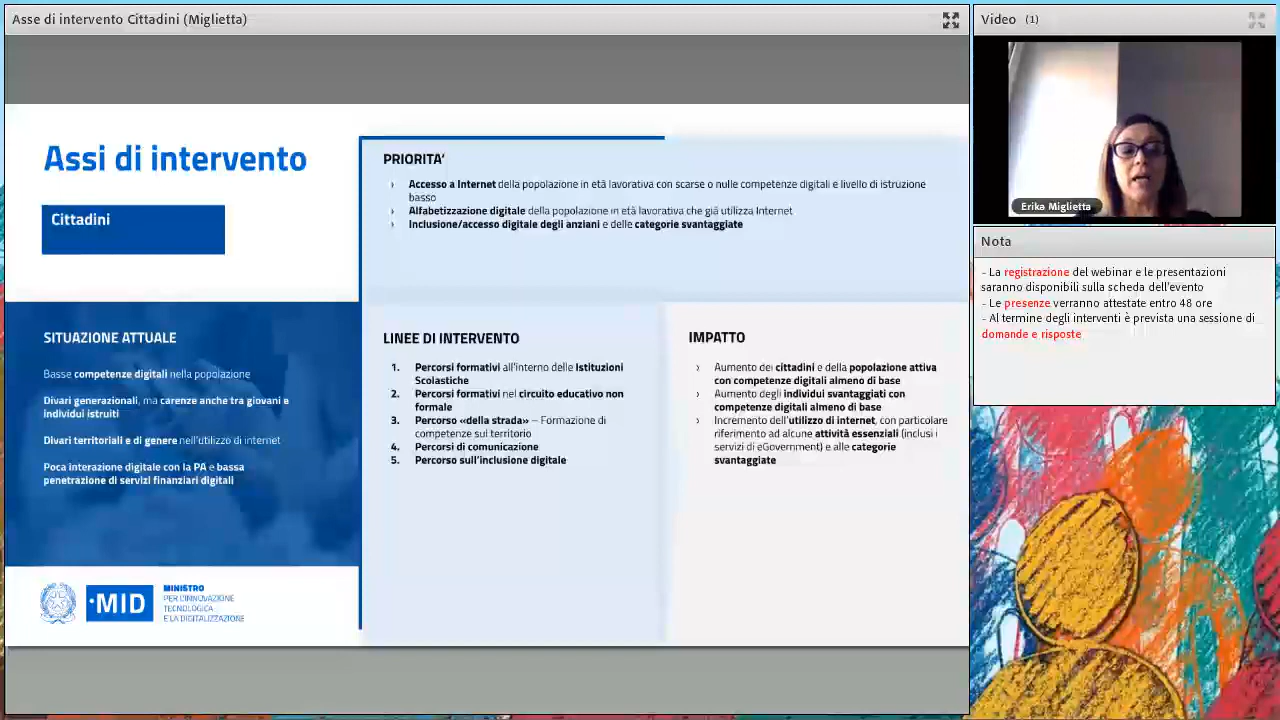 Asse di intervento Cittadini (Miglietta)
Video (1)
Erika Miglietta
Nota
- La registrazione del webinar e le presentazioni
saranno disponibili sulla scheda dell'evento
- Le presenze verranno attestate entro 48 ore
- Al termine degli interventi è prevista una sessione di
domande e risposte
Assi di intervento
Cittadini
PRIORITA'
Accesso a Internet della popolazione in età lavorativa con scarse o nulle competenze digitali e livello di istruzione
basso
Alfabetizzazione digitale della popolazione in età lavorativa che già utilizza Internet
Inclusione/accesso digitale degli anziani e delle categorie svantaggiate
SITUAZIONE ATTUALE
Basse competenze digitali nella popolazione
Divari generazionali, ma carenze anche tra giovani e
individui istruiti
Divari territoriali e di genere nell'utilizzo di internet
Poca interazione digitale con la PA e bassa
penetrazione di servizi finanziari digitali
LINEE DI INTERVENTO
1. Percorsi formativi all'interno delle Istituzioni
Scolastiche
2. Percorsi formativi nel circuito educativo non
formale
3. Percorso «della strada» – Formazione di
competenze sul territorio
4. Percorsi di comunicazione
5. Percorso sull'inclusione digitale
IMPATTO
Aumento dei cittadini e della popolazione attiva
con competenze digitali almeno di base
Aumento degli individui svantaggiati con
competenze digitali almeno di base
Incremento dell'utilizzo di internet, con particolare
riferimento ad alcune attività essenziali (inclusi i
servizi di eGovernment) e alle categorie
svantaggiate
MID
MINISTRO
PER L'INNOVAZIONE
TECNOLOGICA
E LA DIGITALIZZAZIONE